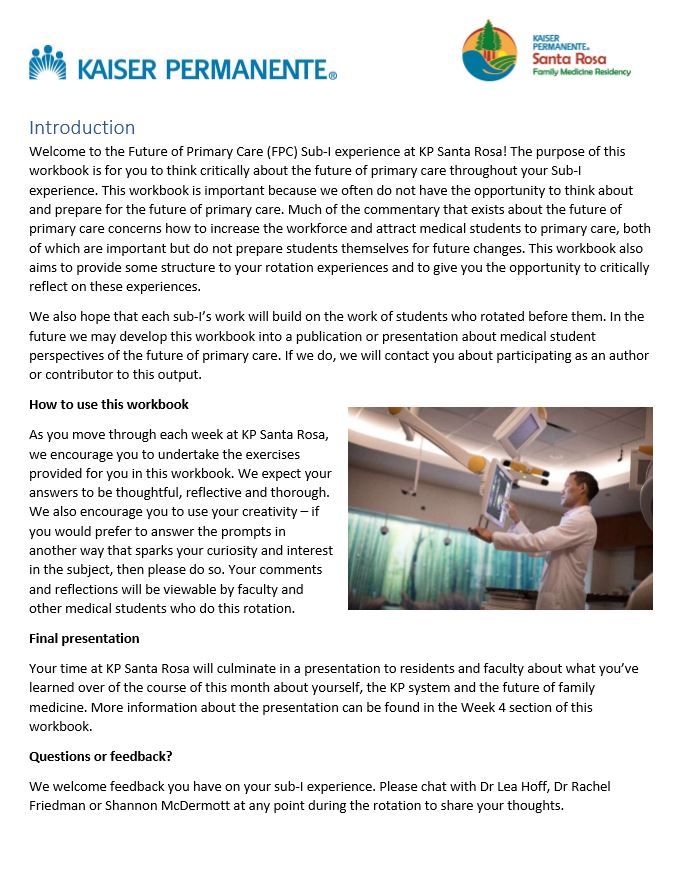 KAISER PERMANENTE®
KAISER
PERMANENTE®
Santa Rosa
Family Medicine Residency
Introduction
Welcome to the Future of Primary Care (FPC) Sub-I experience at KP Santa Rosa! The purpose of this
workbook is for you to think critically about the future of primary care throughout your Sub-I
experience. This workbook is important because we often do not have the opportunity to think about
and prepare for the future of primary care. Much of the commentary that exists about the future of
primary care concerns how to increase the workforce and attract medical students to primary care, both
of which are important but do not prepare students themselves for future changes. This workbook also
aims to provide some structure to your rotation experiences and to give you the opportunity to critically
reflect on these experiences.
We also hope that each sub-I's work will build on the work of students who rotated before them. In the
future we may develop this workbook into a publication or presentation about medical student
perspectives of the future of primary care. If we do, we will contact you about participating as an author
or contributor to this output.
How to use this workbook
As you move through each week at KP Santa Rosa,
we encourage you to undertake the exercises
provided for you in this workbook. We expect your
answers to be thoughtful, reflective and thorough.
We also encourage you to use your creativity – if
you would prefer to answer the prompts in
another way that sparks your curiosity and interest
in the subject, then please do so. Your comments
and reflections will be viewable by faculty and
other medical students who do this rotation.
Final presentation
Your time at KP Santa Rosa will culminate in a presentation to residents and faculty about what you've
learned over of the course of this month about yourself, the KP system and the future of family
medicine. More information about the presentation can be found in the Week 4 section of this
workbook.
Questions or feedback?
We welcome feedback you have on your sub-I experience. Please chat with Dr Lea Hoff, Dr Rachel
Friedman or Shannon McDermott at any point during the rotation to share your thoughts.